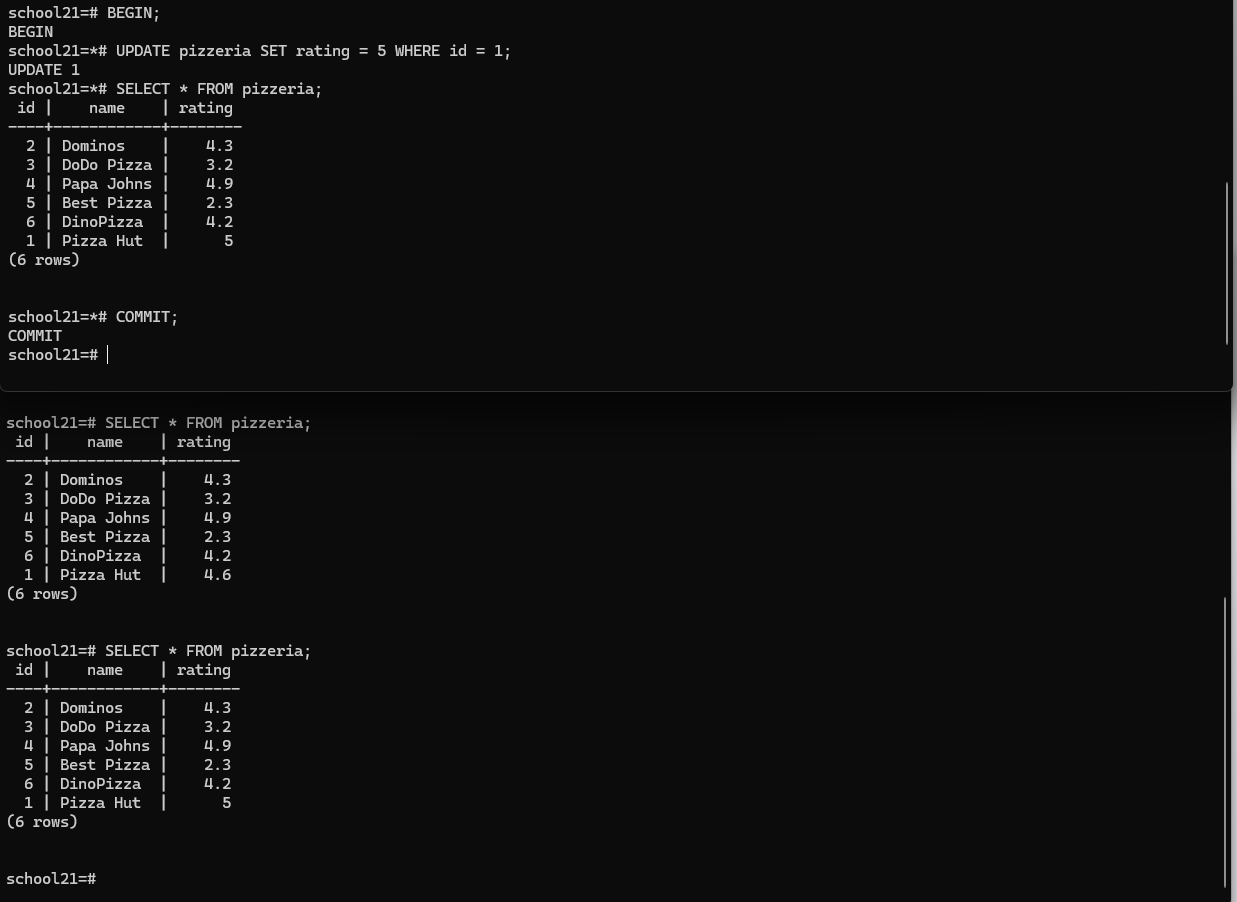 school21=# BEGIN;
BEGIN
school21=*# UPDATE pizzeria SET rating = 5 WHERE id = 1;
UPDATE 1
school21=*# SELECT * FROM pizzeria;
 id |    name    | rating
----+------------+--------
  2 | Dominos    |    4.3
  3 | DoDo Pizza |    3.2
  4 | Papa Johns |    4.9
  5 | Best Pizza |    2.3
  6 | DinoPizza  |    4.2
  1 | Pizza Hut  |      5
(6 rows)
school21=*# COMMIT;
COMMIT
school21=#
school21=# SELECT * FROM pizzeria;
 id |    name    | rating
----+------------+--------
  2 | Dominos    |    4.3
  3 | DoDo Pizza |    3.2
  4 | Papa Johns |    4.9
  5 | Best Pizza |    2.3
  6 | DinoPizza  |    4.2
  1 | Pizza Hut  |    4.6
(6 rows)
school21=# SELECT * FROM pizzeria;
 id |    name    | rating
----+------------+--------
  2 | Dominos    |    4.3
  3 | DoDo Pizza |    3.2
  4 | Papa Johns |    4.9
  5 | Best Pizza |    2.3
  6 | DinoPizza  |    4.2
  1 | Pizza Hut  |      5
(6 rows)
school21=#